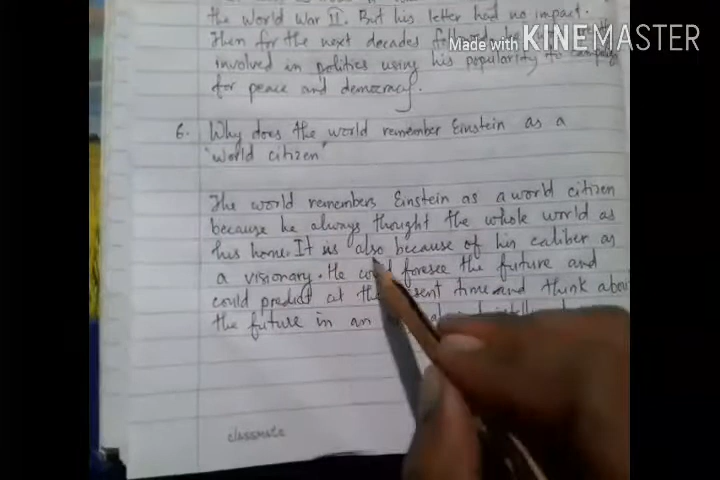 the World War II. But his letter had no impact.
Then for the next decades
Made with KINEMASTER
involved in politics using his popularity to campaign
for peace and democracy.
6. Why does the world remember Einstein as a
"world citizen"
The world remembers Einstein as a world citizen
because he always thought the whole world as
his home. It is also because of his caliber as
a visionary. He could foresee the future and
could predict at the present time and think about
the future in an
classmate